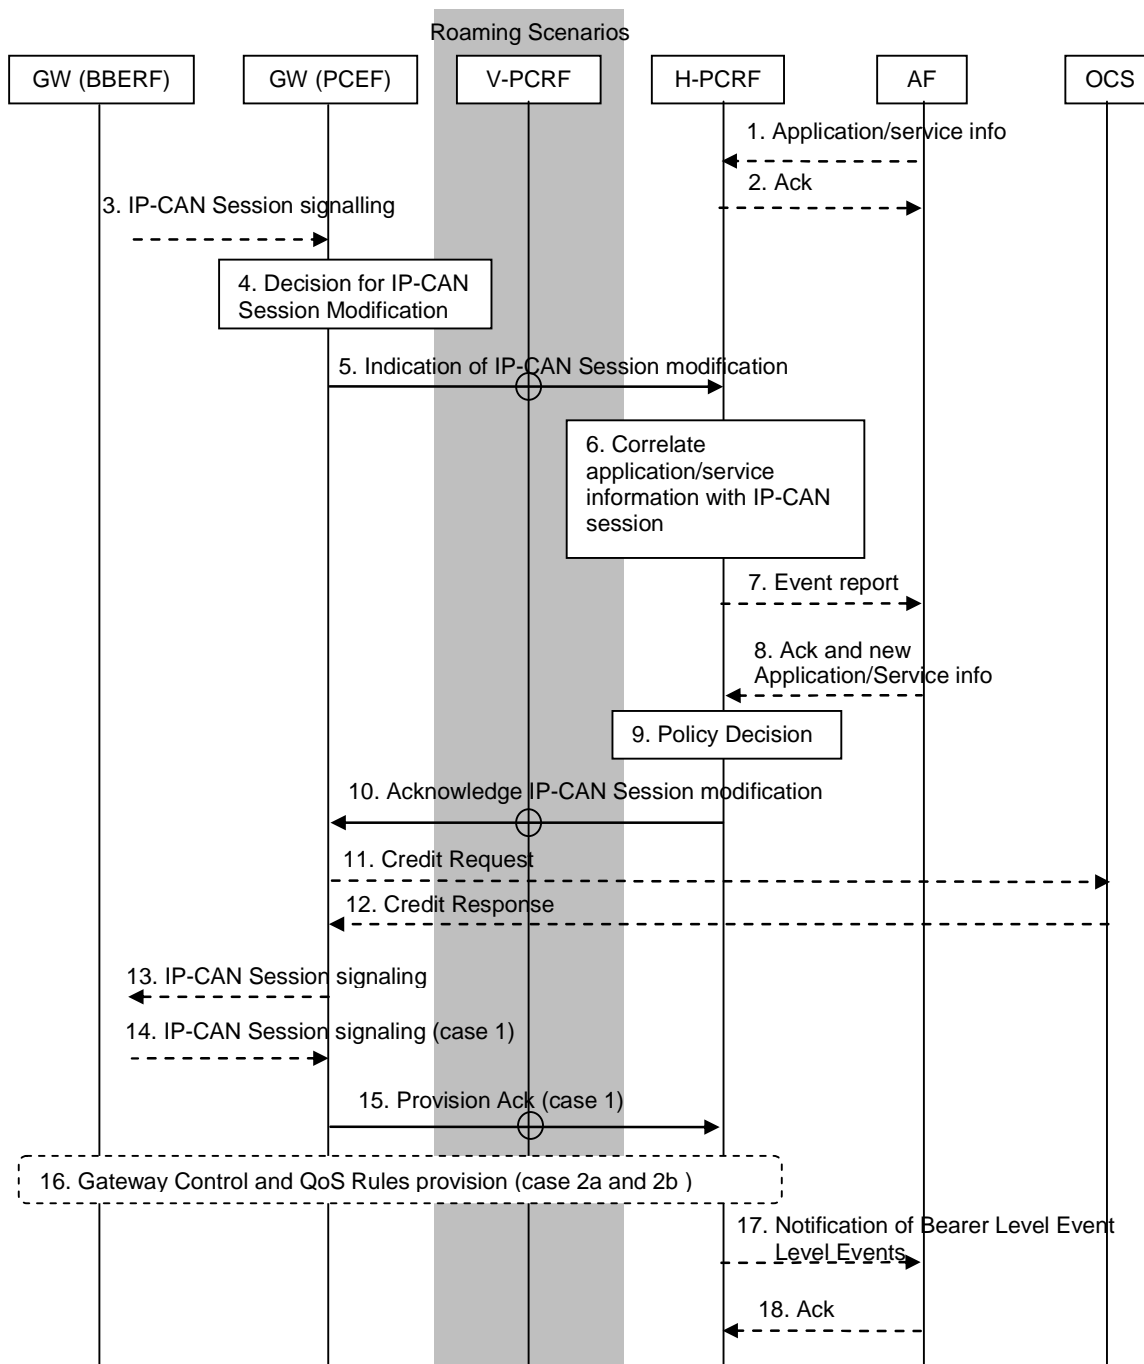 Roaming Scenarios
GW (BBERF)
GW (PCEF)
V-PCRF
H-PCRF
AF
OCS
1. Application/service info
2. Ack
3. IP-CAN Session signalling
4. Decision for IP-CAN
Session Modification
5. Indication of IP-CAN Session modification
6. Correlate
application/service
information with IP-CAN
session
7. Event report
8. Ack and new
Application/Service info
9. Policy Decision
10. Acknowledge IP-CAN Session modification
11. Credit Request
12. Credit Response
13. IP-CAN Session signaling
14. IP-CAN Session signaling (case 1)
15. Provision Ack (case 1)
16. Gateway Control and QoS Rules provision (case 2a and 2b )
17. Notification of Bearer Level Event
Level Events
18. Ack